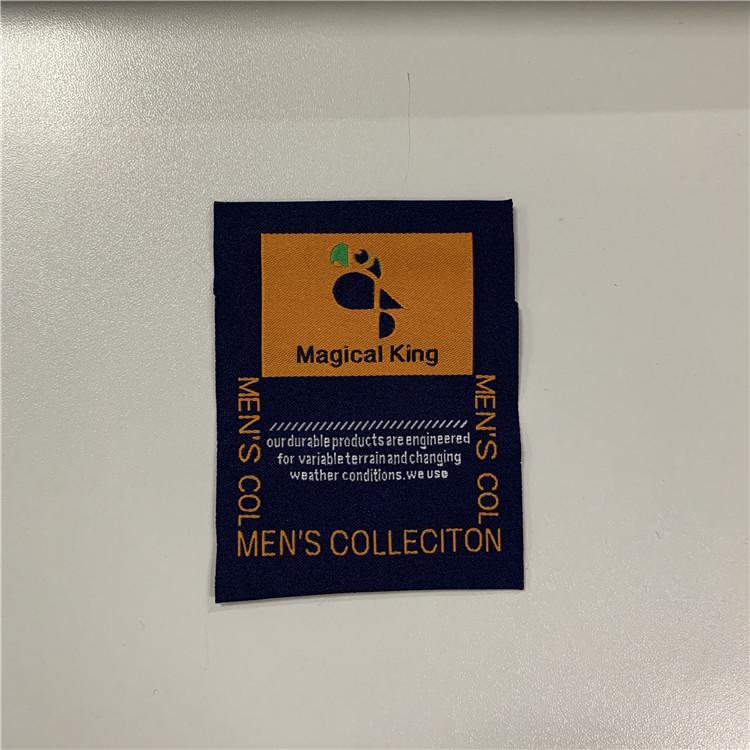 Magical King
MEN'S COL
MEN'S COL
our durable products are engineered
for variable terrain and changing
weather conditions.we use
MEN'S COLLECITON